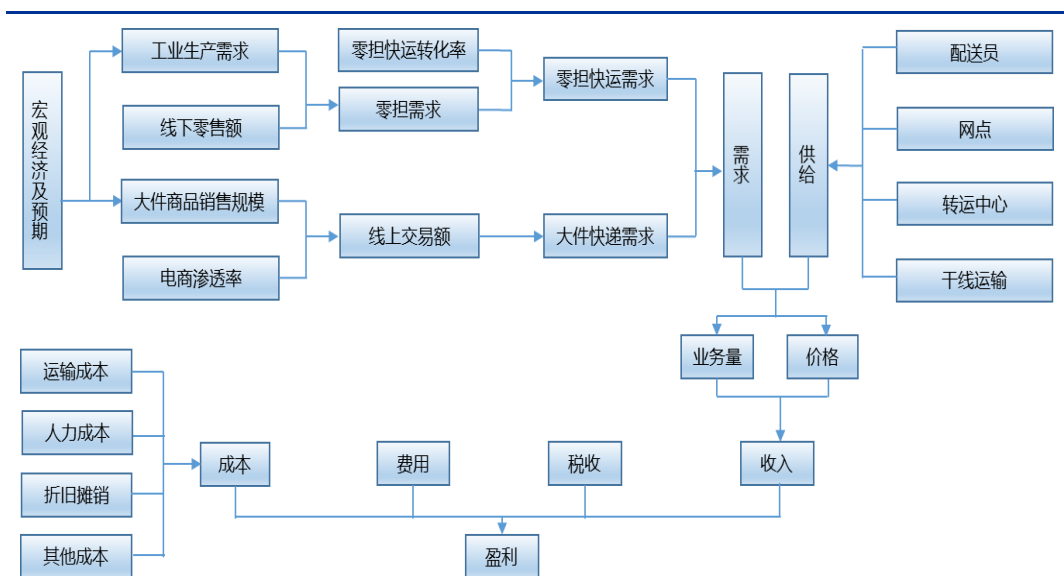 工业生产需求
零担快运转化率
配送员
宏观经济及预期
线下零售额
零担需求
零担快运需求
需求
供给
网点
大件商品销售规模
线上交易额
大件快递需求
转运中心
电商渗透率
干线运输
运输成本
业务量
价格
人力成本
成本
费用
税收
收入
折旧摊销
其他成本
盈利